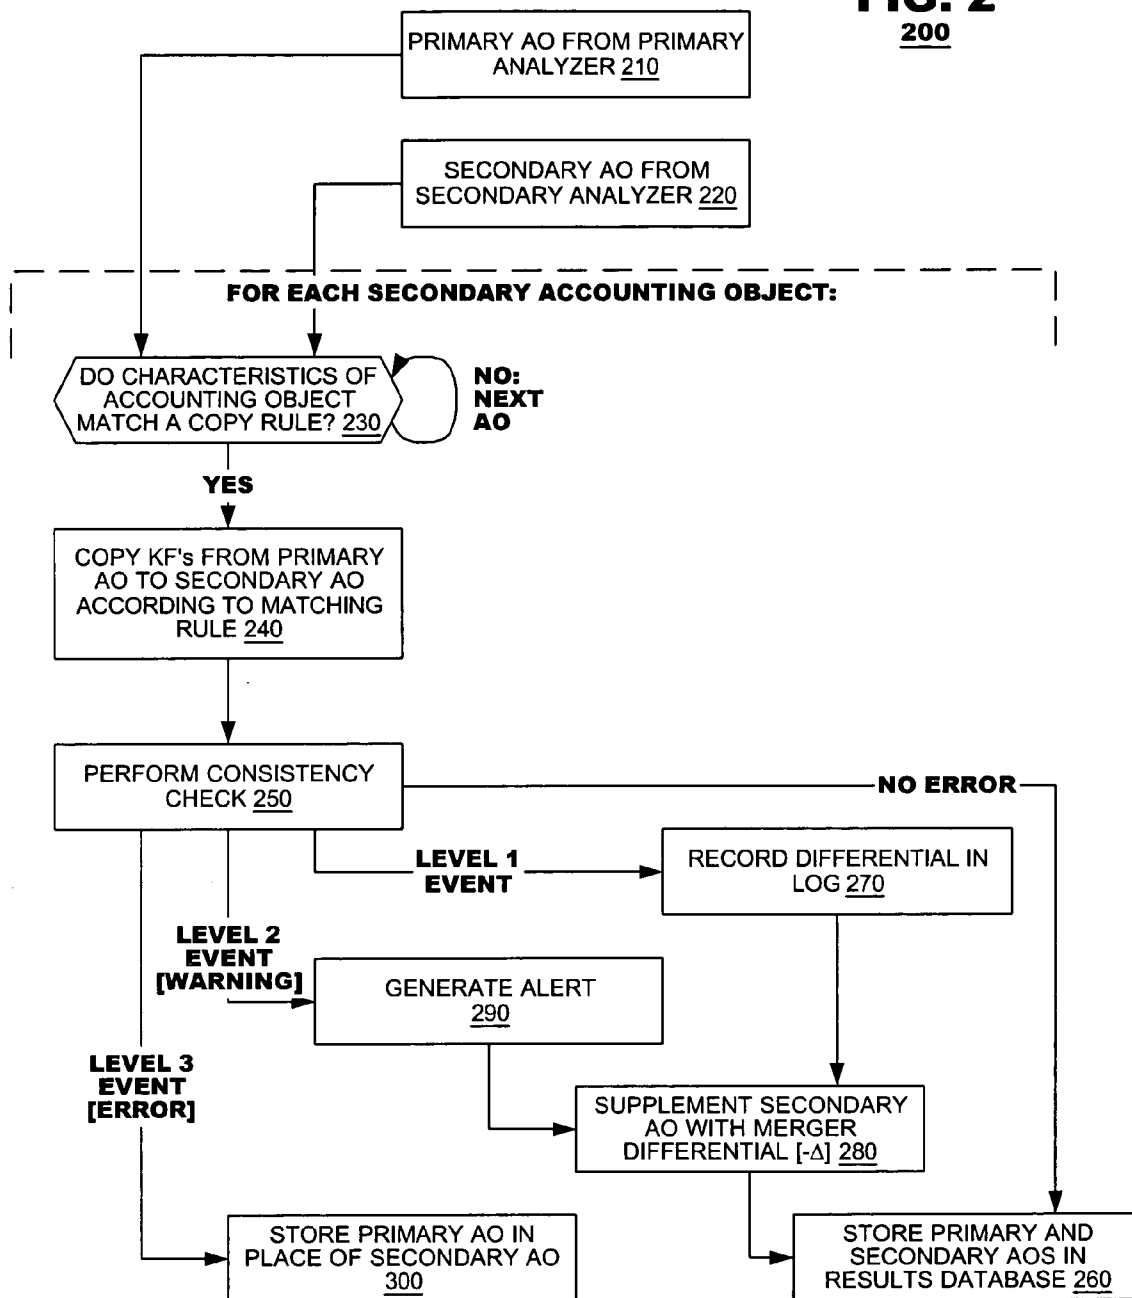 FIG. 2
200
PRIMARY AO FROM PRIMARY
ANALYZER 210
SECONDARY AO FROM
SECONDARY ANALYZER 220
FOR EACH SECONDARY ACCOUNTING OBJECT:
DO CHARACTERISTICS OF
ACCOUNTING OBJECT
MATCH A COPY RULE? 230
NO:
NEXT
AO
YES
COPY KF's FROM PRIMARY
AO TO SECONDARY AO
ACCORDING TO MATCHING
RULE 240
PERFORM CONSISTENCY
CHECK 250
NO ERROR
LEVEL 1
EVENT
RECORD DIFFERENTIAL IN
LOG 270
LEVEL 2
EVENT
[WARNING]
GENERATE ALERT
290
LEVEL 3
EVENT
[ERROR]
SUPPLEMENT SECONDARY
AO WITH MERGER
DIFFERENTIAL [-Δ] 280
STORE PRIMARY AO IN
PLACE OF SECONDARY AO
300
STORE PRIMARY AND
SECONDARY AOS IN
RESULTS DATABASE 260